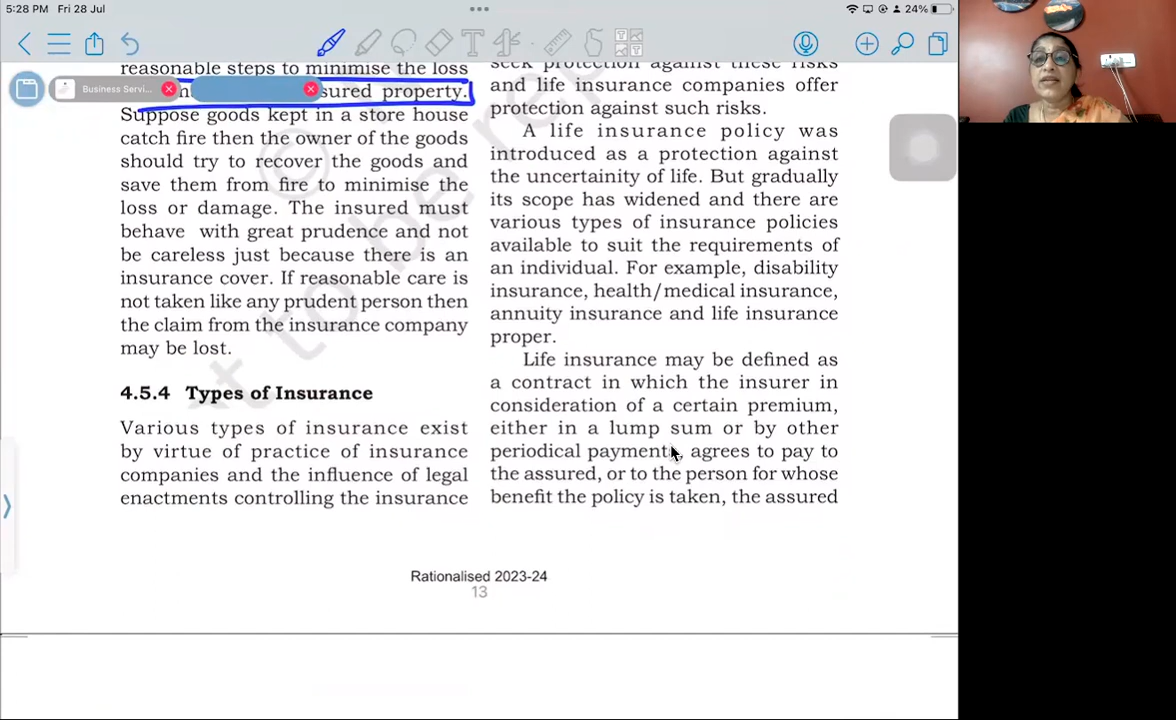 5:28 PM Fri 28 Jul
24%
reasonable steps to minimise the loss
Business Servi...
sured property.
Suppose goods kept in a store house
catch fire then the owner of the goods
should try to recover the goods and
save them from fire to minimise the
loss or damage. The insured must
behave with great prudence and not
be careless just because there is an
insurance cover. If reasonable care is
not taken like any prudent person then
the claim from the insurance company
may be lost.
4.5.4 Types of Insurance
Various types of insurance exist
by virtue of practice of insurance
companies and the influence of legal
enactments controlling the insurance
seek protection against these risks
and life insurance companies offer
protection against such risks.
A life insurance policy was
introduced as a protection against
the uncertainity of life. But gradually
its scope has widened and there are
various types of insurance policies
available to suit the requirements of
an individual. For example, disability
insurance, health/medical insurance,
annuity insurance and life insurance
proper.
Life insurance may be defined as
a contract in which the insurer in
consideration of a certain premium,
either in a lump sum or by other
periodical payments, agrees to pay to
the assured, or to the person for whose
benefit the policy is taken, the assured
Rationalised 2023-24
13